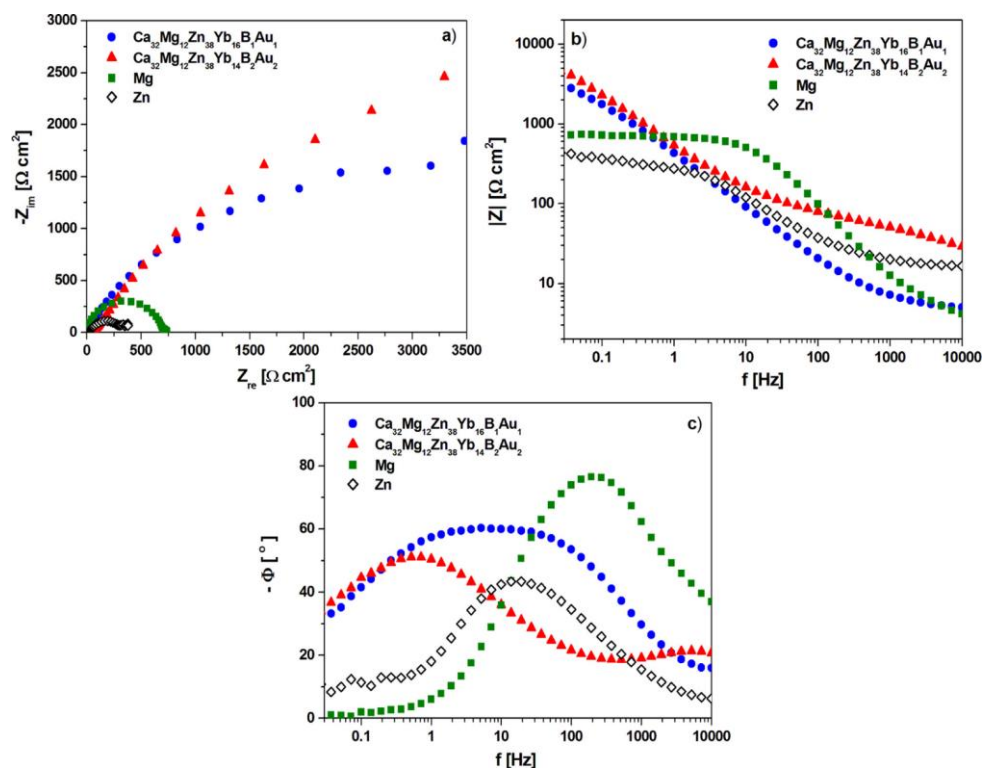 a)
3000
2500
2000
1500
1000
500
0
-Z_im [Ω cm²]
Ca₃₂Mg₁₂Zn₃₈Yb₁₆B₁Au₁
Ca₃₂Mg₁₂Zn₃₈Yb₁₄B₂Au₂
Mg
Zn
0 500 1000 1500 2000 2500 3000 3500
Z_re [Ω cm²]
b)
10000
1000
100
10
|Z| [Ω cm²]
Ca₃₂Mg₁₂Zn₃₈Yb₁₆B₁Au₁
Ca₃₂Mg₁₂Zn₃₈Yb₁₄B₂Au₂
Mg
Zn
0.1 1 10 100 1000 10000
f [Hz]
c)
100
80
60
40
20
0
- Φ [°]
Ca₃₂Mg₁₂Zn₃₈Yb₁₆B₁Au₁
Ca₃₂Mg₁₂Zn₃₈Yb₁₄B₂Au₂
Mg
Zn
0.1 1 10 100 1000 10000
f [Hz]